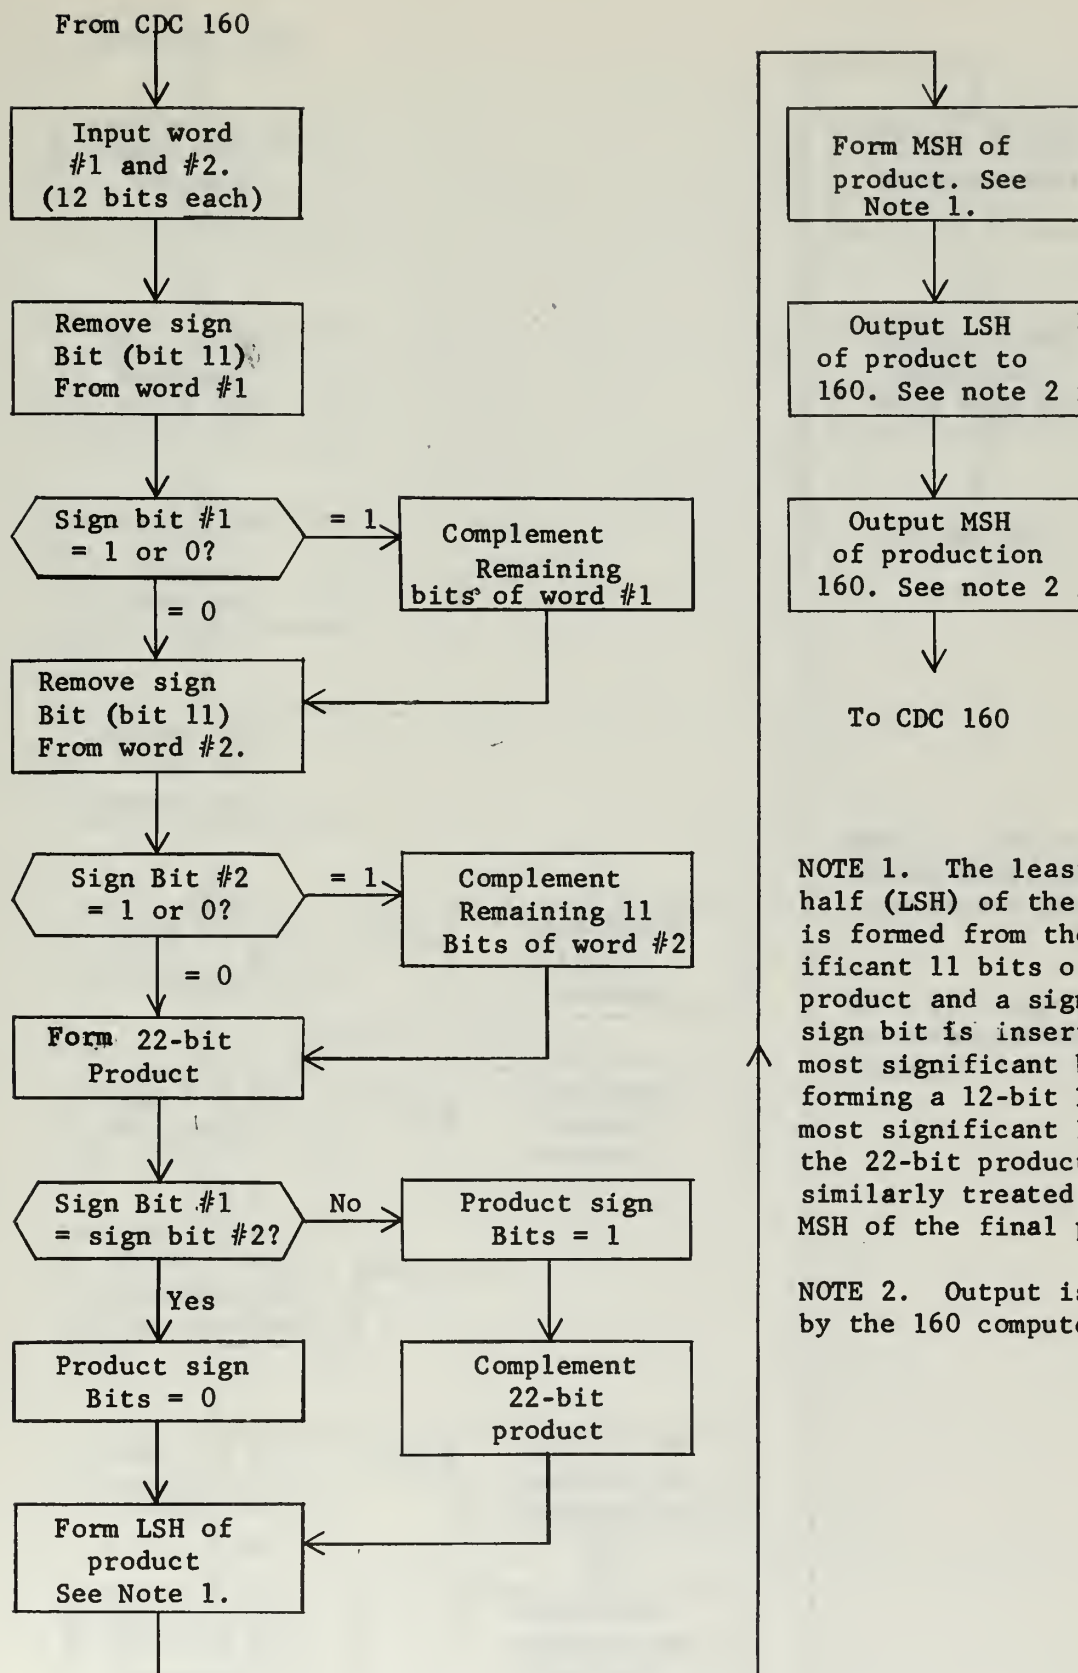 From CDC 160
Input word
#1 and #2.
(12 bits each)
Remove sign
Bit (bit 11)
From word #1
Sign bit #1
= 1 or 0?
= 1
Complement
Remaining
bits of word #1
= 0
Remove sign
Bit (bit 11)
From word #2.
Sign Bit #2
= 1 or 0?
= 1
Complement
Remaining 11
Bits of word #2
= 0
Form 22-bit
Product
Sign Bit #1
= sign bit #2?
No
Product sign
Bits = 1
Yes
Product sign
Bits = 0
Complement
22-bit
product
Form LSH of
product
See Note 1.
Form MSH of
product. See
Note 1.
Output LSH
of product to
160. See note 2
Output MSH
of production
160. See note 2
To CDC 160
NOTE 1. The leas
half (LSH) of the
is formed from the
ificant 11 bits o
product and a sign
sign bit is inser
most significant
forming a 12-bit
most significant
the 22-bit product
similarly treated
MSH of the final
NOTE 2. Output is
by the 160 compute